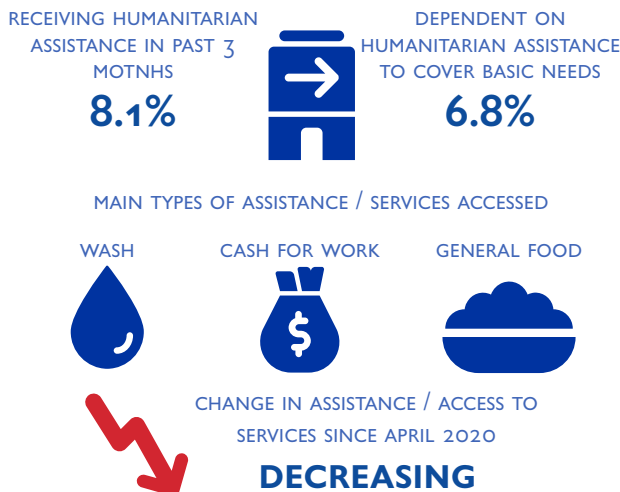 RECEIVING HUMANITARIAN
ASSISTANCE IN PAST 3
MOTNHS
8.1%
DEPENDENT ON
HUMANITARIAN ASSISTANCE
TO COVER BASIC NEEDS
6.8%
MAIN TYPES OF ASSISTANCE / SERVICES ACCESSED
WASH
CASH FOR WORK
GENERAL FOOD
$
CHANGE IN ASSISTANCE / ACCESS TO
SERVICES SINCE APRIL 2020
DECREASING